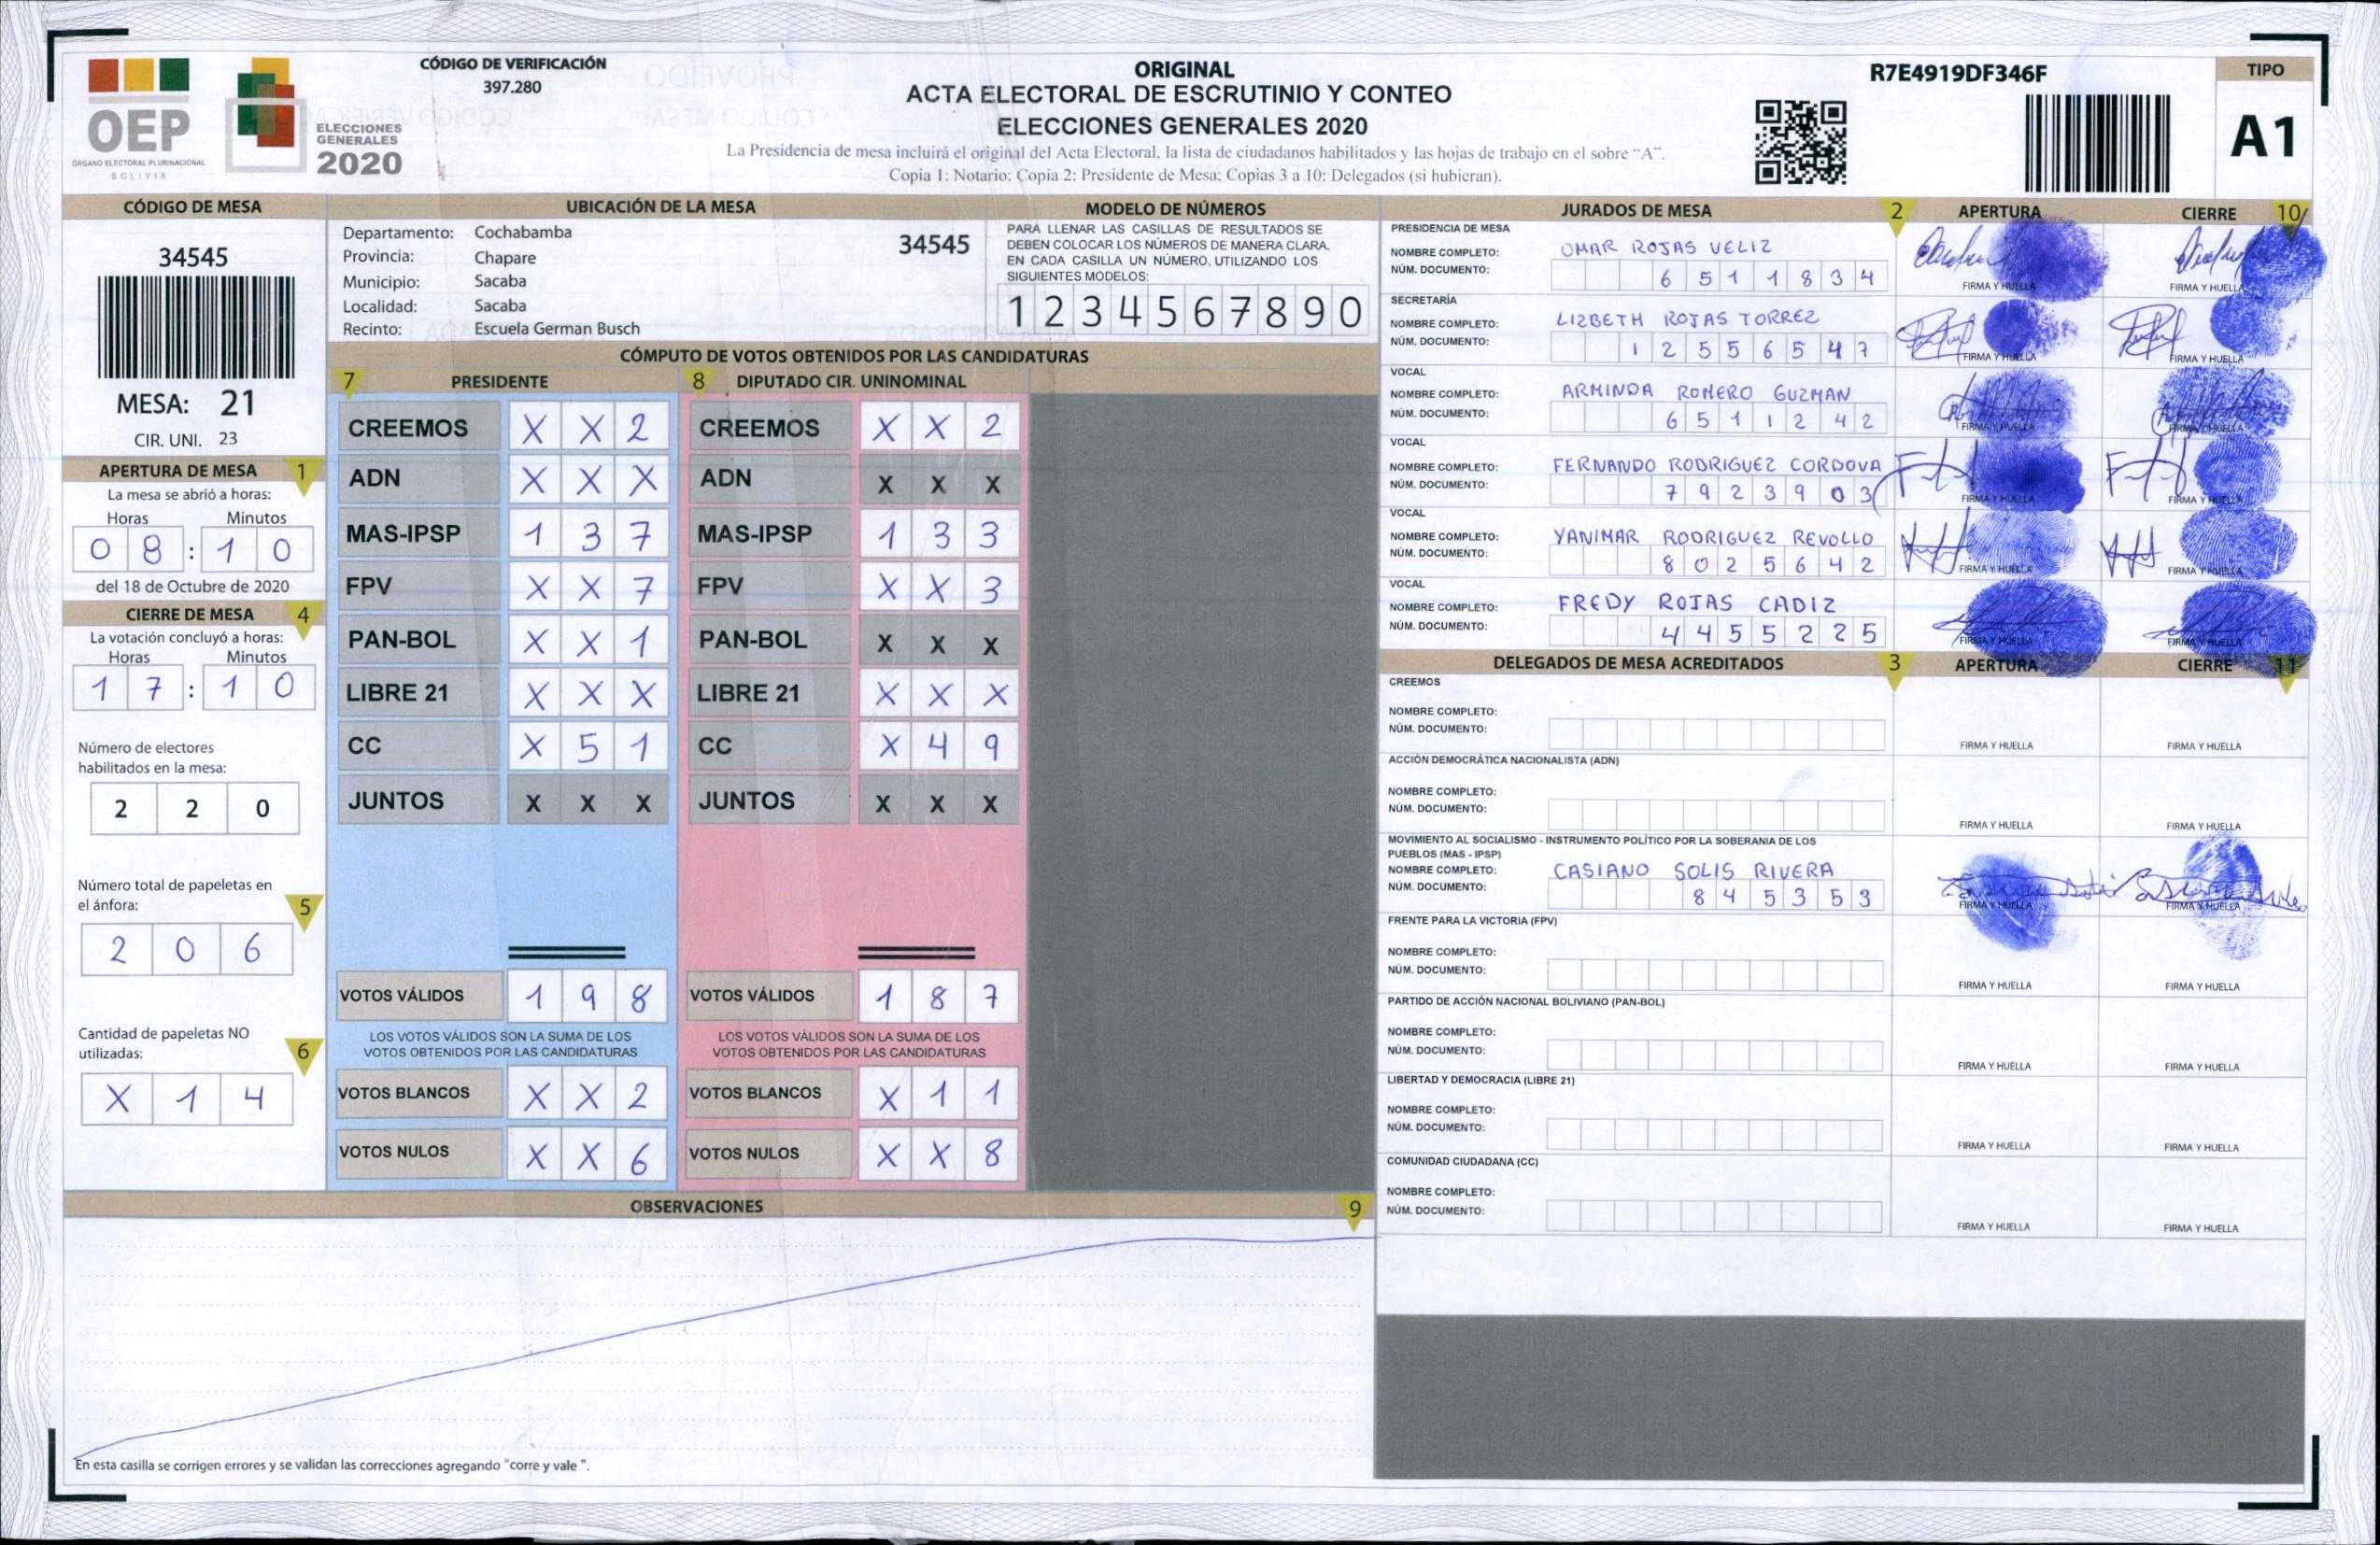 OEP
ÓRGANO ELECTORAL PLURINACIONAL
BOLIVIA
ELECCIONES
GENERALES
2020
CÓDIGO DE VERIFICACIÓN
397.280
ORIGINAL
ACTA ELECTORAL DE ESCRUTINIO Y CONTEO
ELECCIONES GENERALES 2020
La Presidencia de mesa incluirá el original del Acta Electoral, la lista de ciudadanos habilitados y las hojas de trabajo en el sobre "A".
Copia 1: Notario; Copia 2: Presidente de Mesa; Copias 3 a 10: Delegados (si hubieran).
R7E4919DF346F
TIPO
A1
CÓDIGO DE MESA
34545
MESA: 21
CIR. UNI. 23
APERTURA DE MESA 1
La mesa se abrió a horas:
Horas Minutos
0 8 : 1 0
del 18 de Octubre de 2020
CIERRE DE MESA 4
La votación concluyó a horas:
Horas Minutos
1 7 : 1 0
Número de electores
habilitados en la mesa:
2 2 0
Número total de papeletas en
el ánfora: 5
2 0 6
Cantidad de papeletas NO
utilizadas: 6
X 1 4
UBICACIÓN DE LA MESA
Departamento: Cochabamba
Provincia: Chapare
Municipio: Sacaba
Localidad: Sacaba
Recinto: Escuela German Busch
34545
MODELO DE NÚMEROS
PARA LLENAR LAS CASILLAS DE RESULTADOS SE
DEBEN COLOCAR LOS NÚMEROS DE MANERA CLARA.
EN CADA CASILLA UN NÚMERO, UTILIZANDO LOS
SIGUIENTES MODELOS:
1 2 3 4 5 6 7 8 9 0
CÓMPUTO DE VOTOS OBTENIDOS POR LAS CANDIDATURAS
7 PRESIDENTE
CREEMOS X X 2
ADN X X X
MAS-IPSP 1 3 7
FPV X X 7
PAN-BOL X X 1
LIBRE 21 X X X
CC X 5 1
JUNTOS X X X
VOTOS VÁLIDOS 1 9 8
LOS VOTOS VÁLIDOS SON LA SUMA DE LOS
VOTOS OBTENIDOS POR LAS CANDIDATURAS
VOTOS BLANCOS X X 2
VOTOS NULOS X X 6
8 DIPUTADO CIR. UNINOMINAL
CREEMOS X X 2
ADN X X X
MAS-IPSP 1 3 3
FPV X X 3
PAN-BOL X X X
LIBRE 21 X X X
CC X 4 9
JUNTOS X X X
VOTOS VÁLIDOS 1 8 7
LOS VOTOS VÁLIDOS SON LA SUMA DE LOS
VOTOS OBTENIDOS POR LAS CANDIDATURAS
VOTOS BLANCOS X 1 1
VOTOS NULOS X X 8
OBSERVACIONES 9
En esta casilla se corrigen errores y se validan las correcciones agregando "corre y vale ".
JURADOS DE MESA 2 APERTURA CIERRE 10
PRESIDENCIA DE MESA
NOMBRE COMPLETO: OMAR ROJAS VELIZ
NÚM. DOCUMENTO: 6 5 1 1 8 3 4
FIRMA Y HUELLA FIRMA Y HUELLA
SECRETARÍA
NOMBRE COMPLETO: LIZBETH ROJAS TORREZ
NÚM. DOCUMENTO: 1 2 5 5 6 5 4 7
FIRMA Y HUELLA FIRMA Y HUELLA
VOCAL
NOMBRE COMPLETO: ARMINDA ROMERO GUZMAN
NÚM. DOCUMENTO: 6 5 1 1 2 4 2
FIRMA Y HUELLA FIRMA Y HUELLA
VOCAL
NOMBRE COMPLETO: FERNANDO RODRIGUEZ CORDOVA
NÚM. DOCUMENTO: 7 9 2 3 9 0 3
FIRMA Y HUELLA FIRMA Y HUELLA
VOCAL
NOMBRE COMPLETO: YANIMAR RODRIGUEZ REVOLLO
NÚM. DOCUMENTO: 8 0 2 5 6 4 2
FIRMA Y HUELLA FIRMA Y HUELLA
VOCAL
NOMBRE COMPLETO: FREDY ROJAS CADIZ
NÚM. DOCUMENTO: 4 4 5 5 2 2 5
FIRMA Y HUELLA FIRMA Y HUELLA
DELEGADOS DE MESA ACREDITADOS 3 APERTURA CIERRE 11
CREEMOS
NOMBRE COMPLETO:
NÚM. DOCUMENTO:
FIRMA Y HUELLA FIRMA Y HUELLA
ACCIÓN DEMOCRÁTICA NACIONALISTA (ADN)
NOMBRE COMPLETO:
NÚM. DOCUMENTO:
FIRMA Y HUELLA FIRMA Y HUELLA
MOVIMIENTO AL SOCIALISMO - INSTRUMENTO POLÍTICO POR LA SOBERANIA DE LOS
PUEBLOS (MAS - IPSP)
NOMBRE COMPLETO: CASIANO SOLIS RIVERA
NÚM. DOCUMENTO: 8 4 5 3 5 3
FIRMA Y HUELLA FIRMA Y HUELLA
FRENTE PARA LA VICTORIA (FPV)
NOMBRE COMPLETO:
NÚM. DOCUMENTO:
FIRMA Y HUELLA FIRMA Y HUELLA
PARTIDO DE ACCIÓN NACIONAL BOLIVIANO (PAN-BOL)
NOMBRE COMPLETO:
NÚM. DOCUMENTO:
FIRMA Y HUELLA FIRMA Y HUELLA
LIBERTAD Y DEMOCRACIA (LIBRE 21)
NOMBRE COMPLETO:
NÚM. DOCUMENTO:
FIRMA Y HUELLA FIRMA Y HUELLA
COMUNIDAD CIUDADANA (CC)
NOMBRE COMPLETO:
NÚM. DOCUMENTO:
FIRMA Y HUELLA FIRMA Y HUELLA